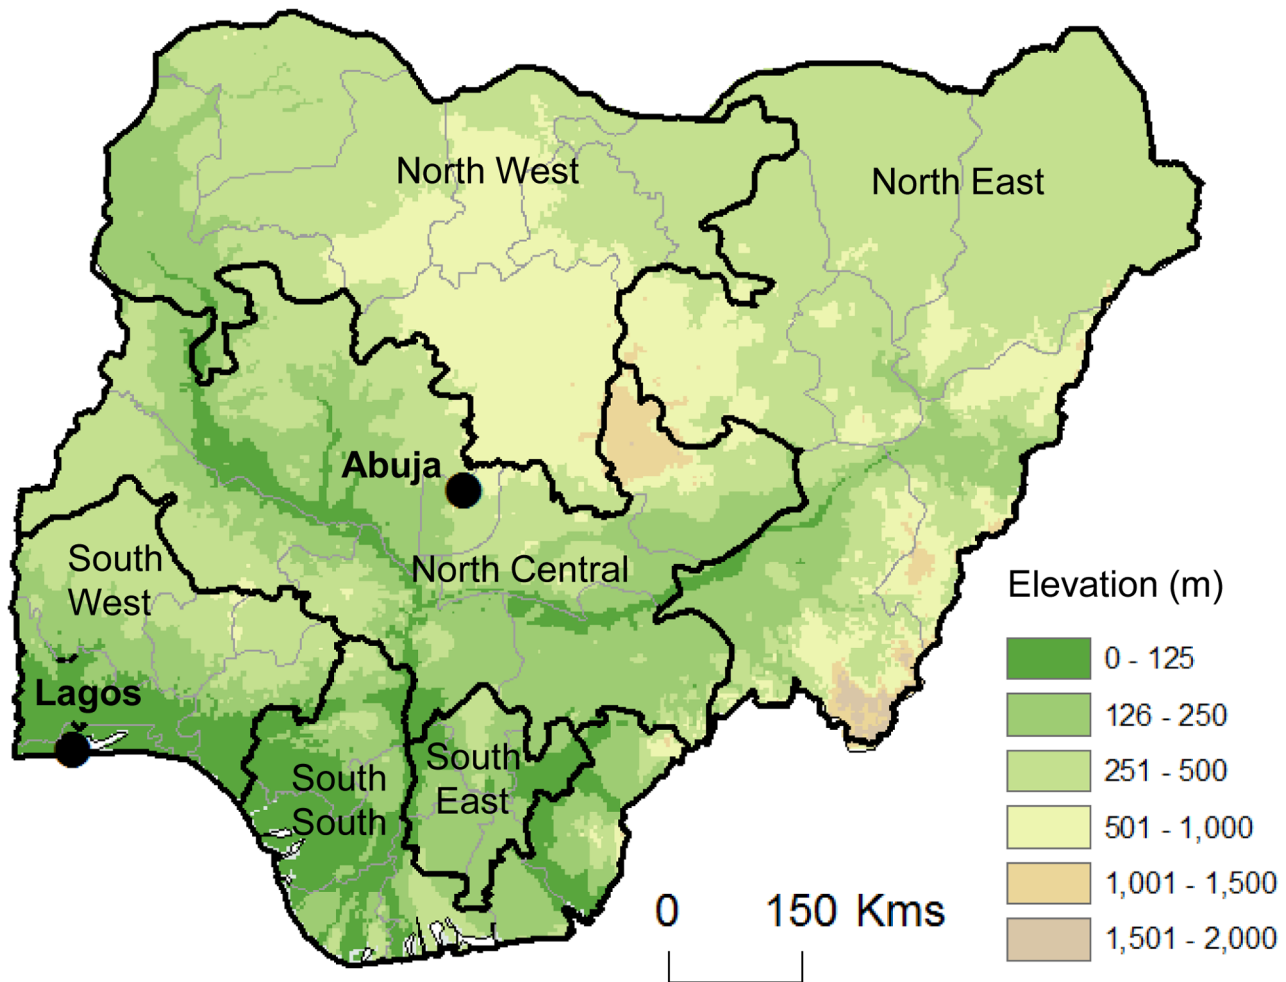 North West
North East
Abuja
South
West
North Central
Lagos
South
South
South
East
Elevation (m)
0 - 125
126 - 250
251 - 500
501 - 1,000
1,001 - 1,500
1,501 - 2,000
0 150 Kms